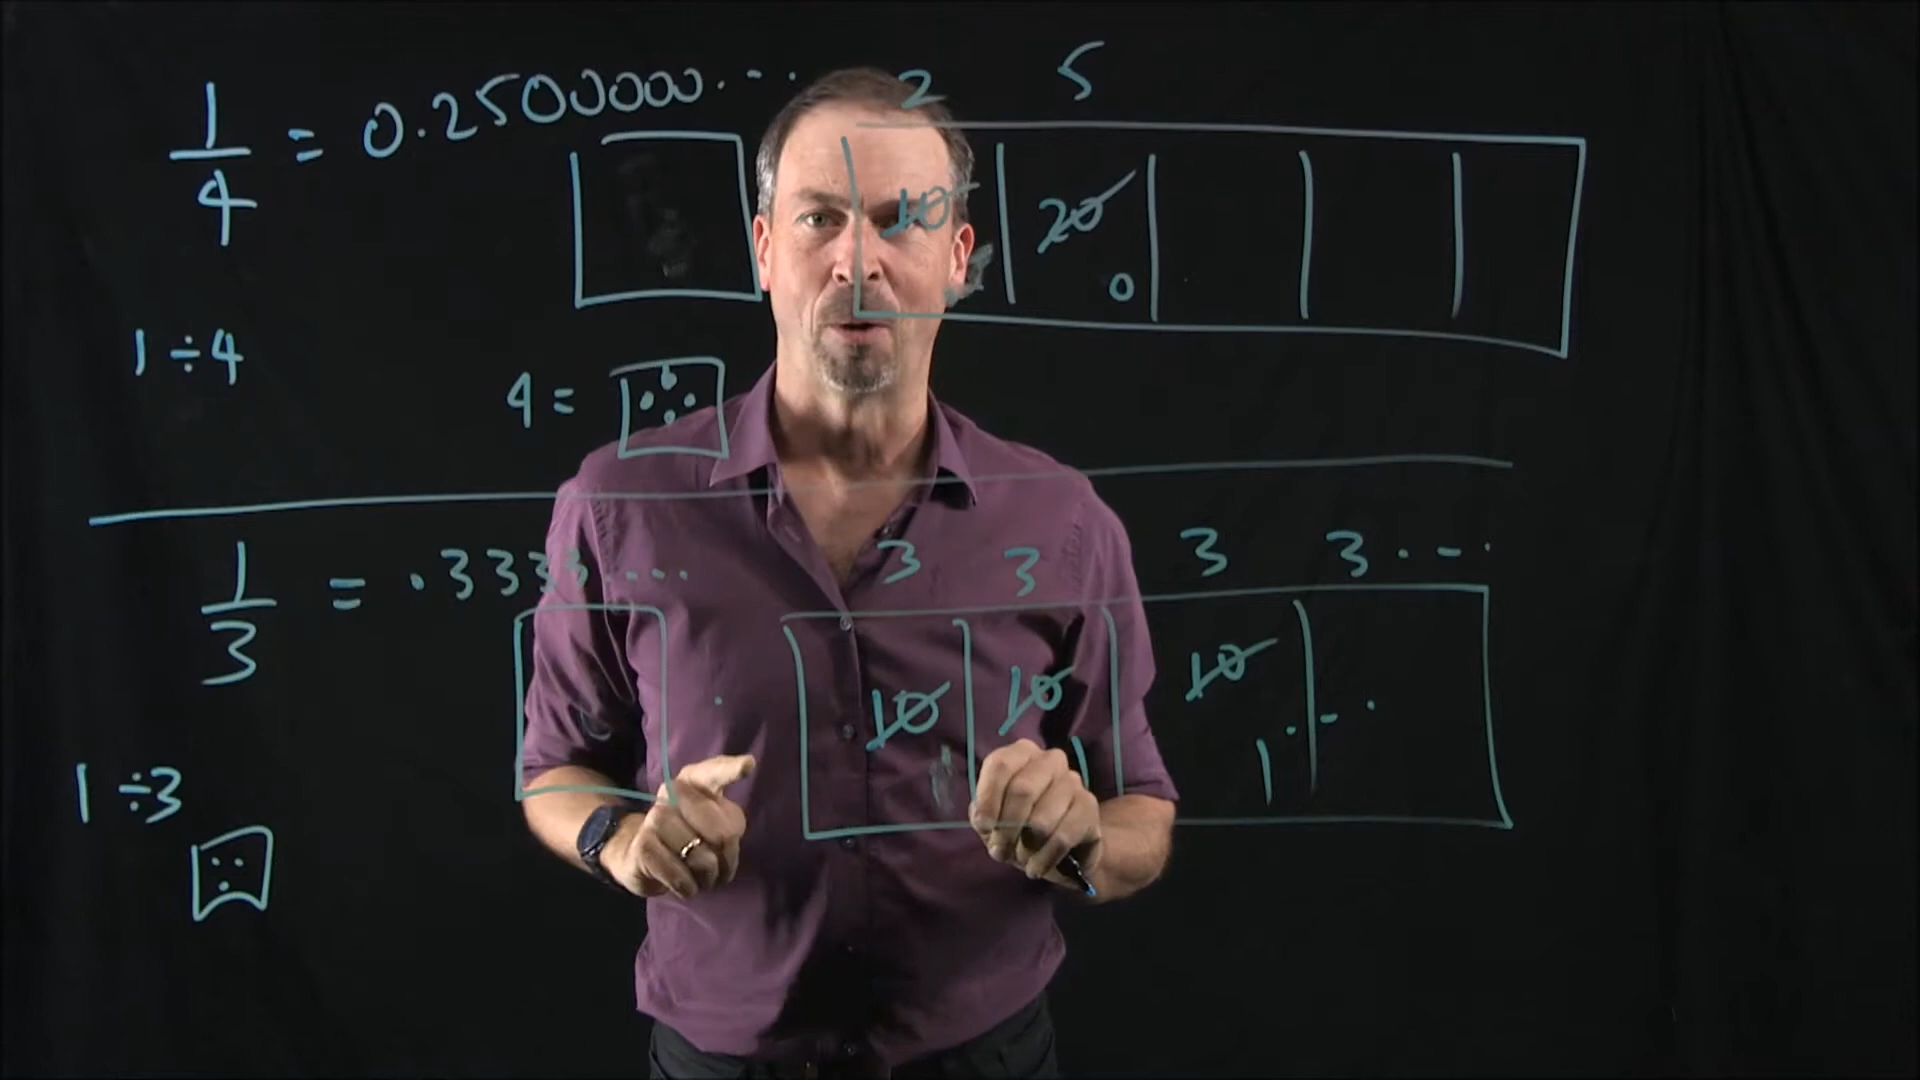 1/4 = 0.2500000...
2 5
10 20
0
1÷4
4 =
1/3 = .3333....
3 3 3 3...
10 10 10 ...
1 1
1÷3